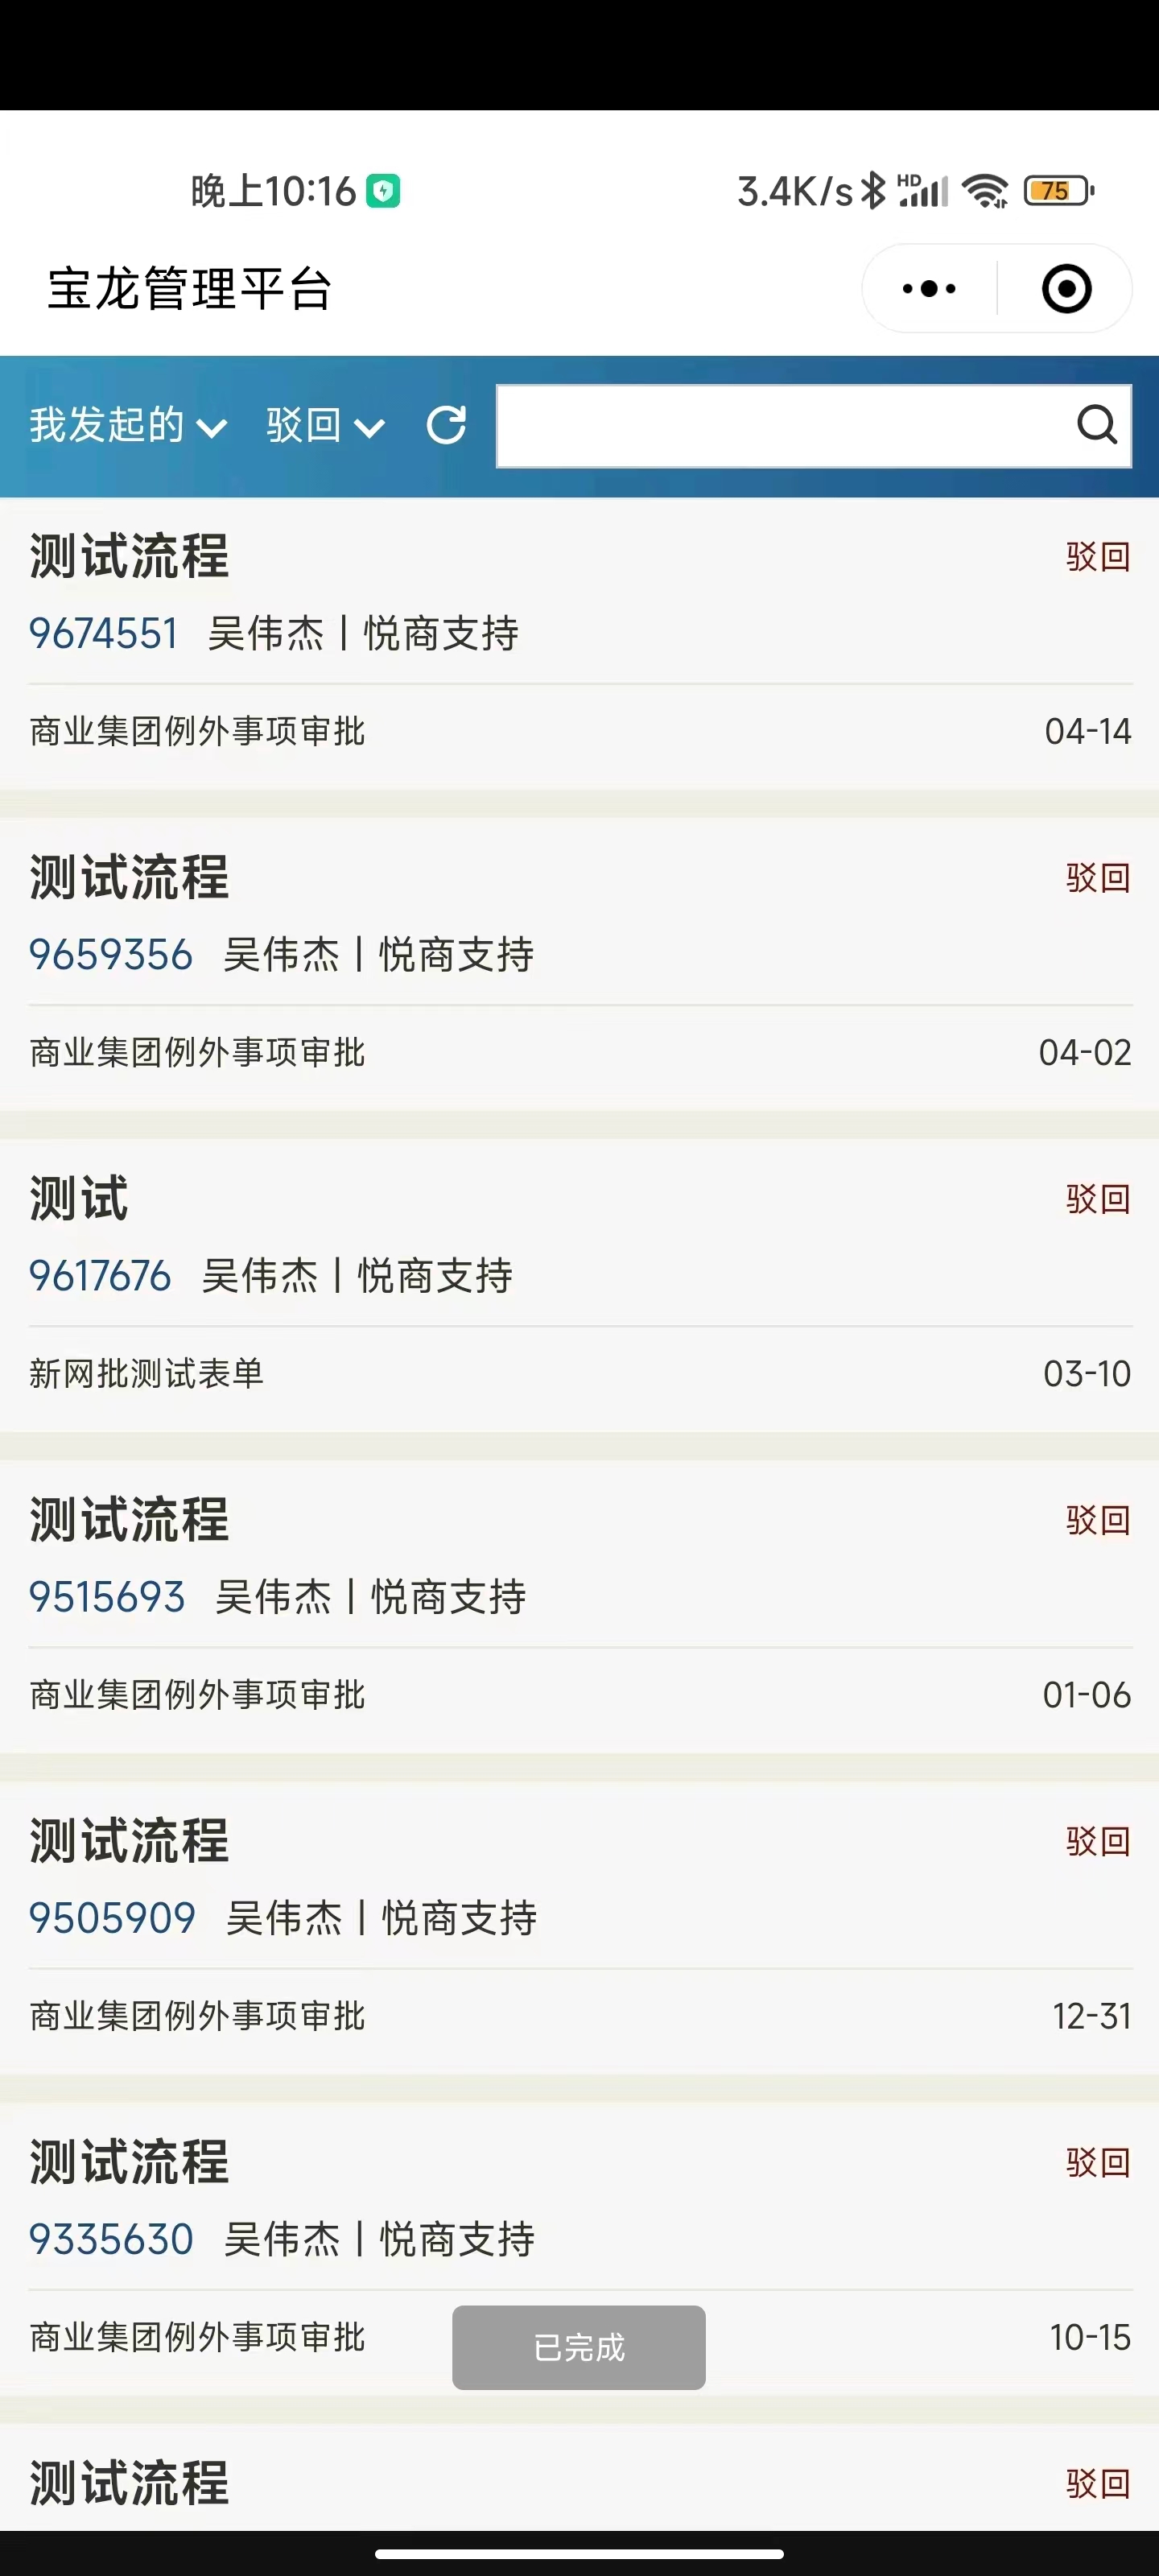 晚上10:16
3.4K/s HD 75
宝龙管理平台
我发起的 驳回
测试流程 驳回
9674551 吴伟杰丨悦商支持
商业集团例外事项审批 04-14
测试流程 驳回
9659356 吴伟杰丨悦商支持
商业集团例外事项审批 04-02
测试 驳回
9617676 吴伟杰丨悦商支持
新网批测试表单 03-10
测试流程 驳回
9515693 吴伟杰丨悦商支持
商业集团例外事项审批 01-06
测试流程 驳回
9505909 吴伟杰丨悦商支持
商业集团例外事项审批 12-31
测试流程 驳回
9335630 吴伟杰丨悦商支持
商业集团例外事项审批 10-15
已完成
测试流程 驳回